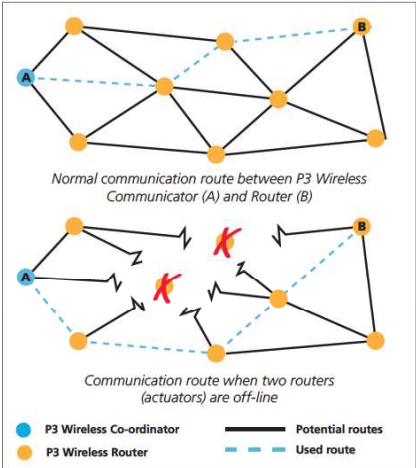 B
A
Normal communication route between P3 Wireless
Communicator (A) and Router (B)
B
A
Communication route when two routers
(actuators) are off-line
P3 Wireless Co-ordinator
Potential routes
P3 Wireless Router
Used route